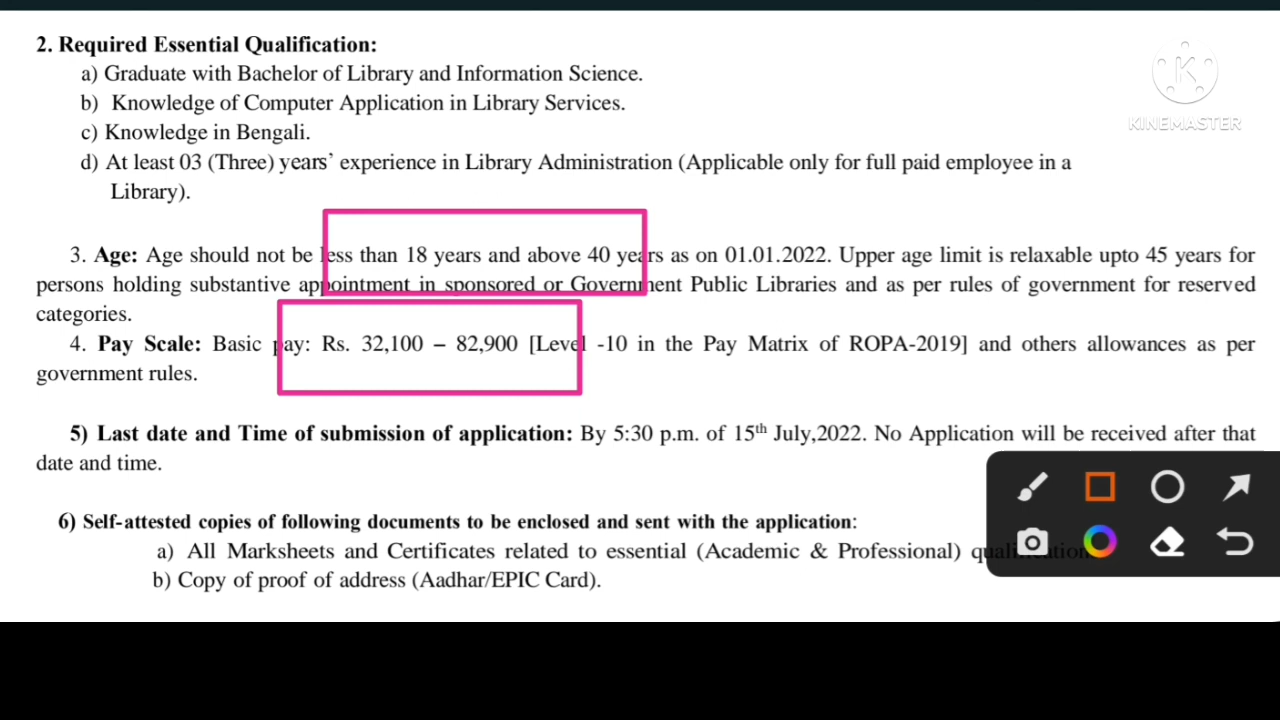 2. Required Essential Qualification:
a) Graduate with Bachelor of Library and Information Science.
b) Knowledge of Computer Application in Library Services.
c) Knowledge in Bengali.
d) At least 03 (Three) years’ experience in Library Administration (Applicable only for full paid employee in a
Library).
KINEMASTER
3. Age: Age should not be less than 18 years and above 40 years as on 01.01.2022. Upper age limit is relaxable upto 45 years for
persons holding substantive appointment in sponsored or Government Public Libraries and as per rules of government for reserved
categories.
4. Pay Scale: Basic pay: Rs. 32,100 – 82,900 [Level -10 in the Pay Matrix of ROPA-2019] and others allowances as per
government rules.
5) Last date and Time of submission of application: By 5:30 p.m. of 15th July,2022. No Application will be received after that
date and time.
6) Self-attested copies of following documents to be enclosed and sent with the application:
a) All Marksheets and Certificates related to essential (Academic & Professional) qualification
b) Copy of proof of address (Aadhar/EPIC Card).